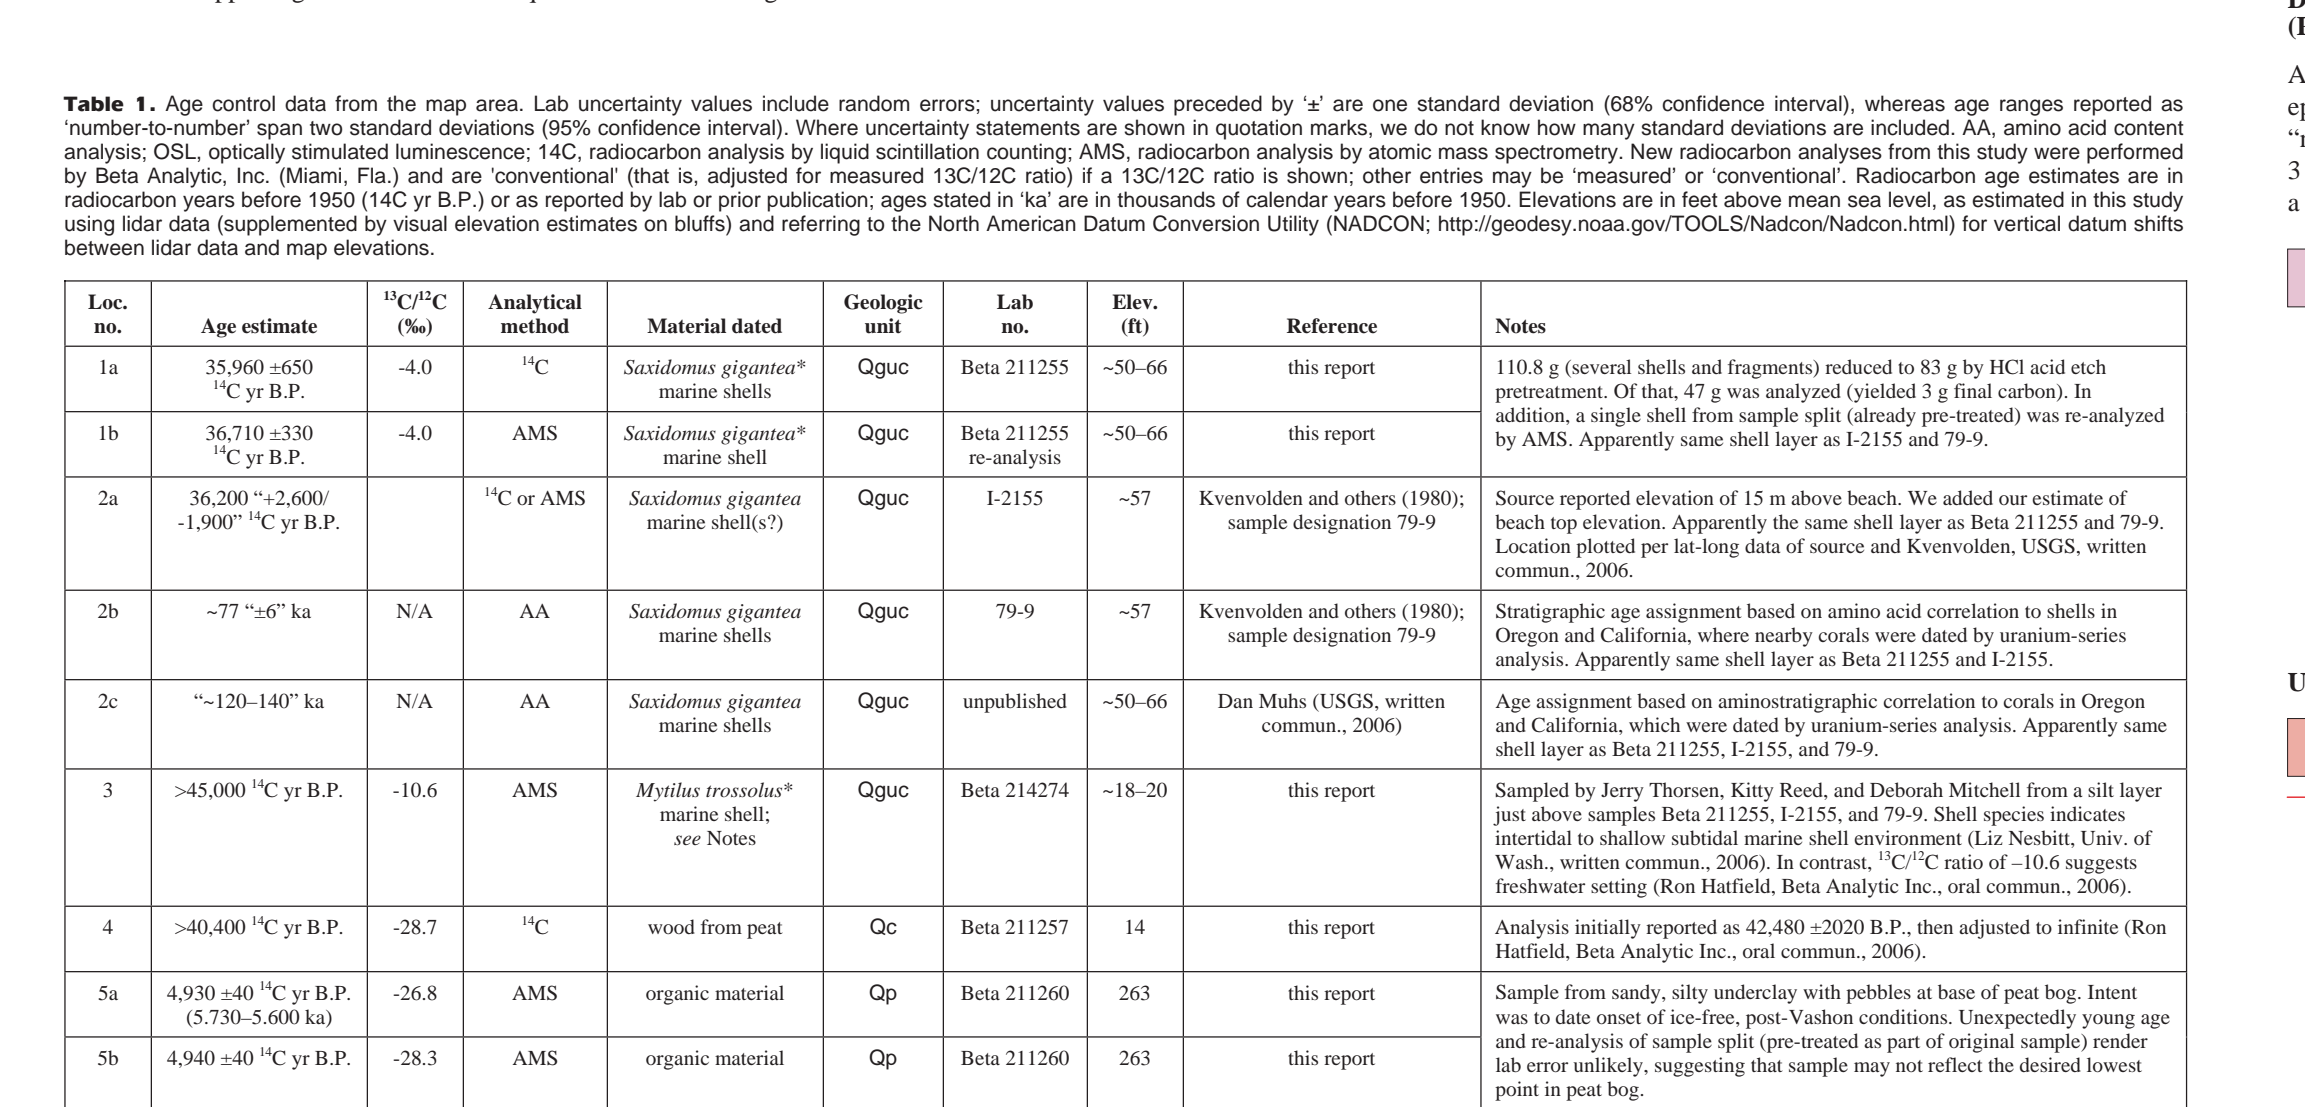 Table 1. Age control data from the map area. Lab uncertainty values include random errors; uncertainty values preceded by ‘±’ are one standard deviation (68% confidence interval), whereas age ranges reported as
‘number-to-number’ span two standard deviations (95% confidence interval). Where uncertainty statements are shown in quotation marks, we do not know how many standard deviations are included. AA, amino acid content
analysis; OSL, optically stimulated luminescence; 14C, radiocarbon analysis by liquid scintillation counting; AMS, radiocarbon analysis by atomic mass spectrometry. New radiocarbon analyses from this study were performed
by Beta Analytic, Inc. (Miami, Fla.) and are 'conventional' (that is, adjusted for measured 13C/12C ratio) if a 13C/12C ratio is shown; other entries may be ‘measured’ or ‘conventional’. Radiocarbon age estimates are in
radiocarbon years before 1950 (14C yr B.P.) or as reported by lab or prior publication; ages stated in ‘ka’ are in thousands of calendar years before 1950. Elevations are in feet above mean sea level, as estimated in this study
using lidar data (supplemented by visual elevation estimates on bluffs) and referring to the North American Datum Conversion Utility (NADCON; http://geodesy.noaa.gov/TOOLS/Nadcon/Nadcon.html) for vertical datum shifts
between lidar data and map elevations.
Loc. no.
Age estimate
¹³C/¹²C (‰)
Analytical method
Material dated
Geologic unit
Lab no.
Elev. (ft)
Reference
Notes
1a
35,960 ±650
¹⁴C yr B.P.
-4.0
¹⁴C
Saxidomus gigantea*
marine shells
Qguc
Beta 211255
~50–66
this report
110.8 g (several shells and fragments) reduced to 83 g by HCl acid etch
pretreatment. Of that, 47 g was analyzed (yielded 3 g final carbon). In
addition, a single shell from sample split (already pre-treated) was re-analyzed
by AMS. Apparently same shell layer as I-2155 and 79-9.
1b
36,710 ±330
¹⁴C yr B.P.
-4.0
AMS
Saxidomus gigantea*
marine shell
Qguc
Beta 211255
re-analysis
~50–66
this report
2a
36,200 “+2,600/
-1,900” ¹⁴C yr B.P.
¹⁴C or AMS
Saxidomus gigantea
marine shell(s?)
Qguc
I-2155
~57
Kvenvolden and others (1980);
sample designation 79-9
Source reported elevation of 15 m above beach. We added our estimate of
beach top elevation. Apparently the same shell layer as Beta 211255 and 79-9.
Location plotted per lat-long data of source and Kvenvolden, USGS, written
commun., 2006.
2b
~77 “±6” ka
N/A
AA
Saxidomus gigantea
marine shells
Qguc
79-9
~57
Kvenvolden and others (1980);
sample designation 79-9
Stratigraphic age assignment based on amino acid correlation to shells in
Oregon and California, where nearby corals were dated by uranium-series
analysis. Apparently same shell layer as Beta 211255 and I-2155.
2c
“~120–140” ka
N/A
AA
Saxidomus gigantea
marine shells
Qguc
unpublished
~50–66
Dan Muhs (USGS, written
commun., 2006)
Age assignment based on aminostratigraphic correlation to corals in Oregon
and California, which were dated by uranium-series analysis. Apparently same
shell layer as Beta 211255, I-2155, and 79-9.
3
>45,000 ¹⁴C yr B.P.
-10.6
AMS
Mytilus trossolus*
marine shell;
see Notes
Qguc
Beta 214274
~18–20
this report
Sampled by Jerry Thorsen, Kitty Reed, and Deborah Mitchell from a silt layer
just above samples Beta 211255, I-2155, and 79-9. Shell species indicates
intertidal to shallow subtidal marine shell environment (Liz Nesbitt, Univ. of
Wash., written commun., 2006). In contrast, ¹³C/¹²C ratio of –10.6 suggests
freshwater setting (Ron Hatfield, Beta Analytic Inc., oral commun., 2006).
4
>40,400 ¹⁴C yr B.P.
-28.7
¹⁴C
wood from peat
Qc
Beta 211257
14
this report
Analysis initially reported as 42,480 ±2020 B.P., then adjusted to infinite (Ron
Hatfield, Beta Analytic Inc., oral commun., 2006).
5a
4,930 ±40 ¹⁴C yr B.P.
(5.730–5.600 ka)
-26.8
AMS
organic material
Qp
Beta 211260
263
this report
Sample from sandy, silty underclay with pebbles at base of peat bog. Intent
was to date onset of ice-free, post-Vashon conditions. Unexpectedly young age
and re-analysis of sample split (pre-treated as part of original sample) render
lab error unlikely, suggesting that sample may not reflect the desired lowest
point in peat bog.
5b
4,940 ±40 ¹⁴C yr B.P.
-28.3
AMS
organic material
Qp
Beta 211260
263
this report
A
3
a
U